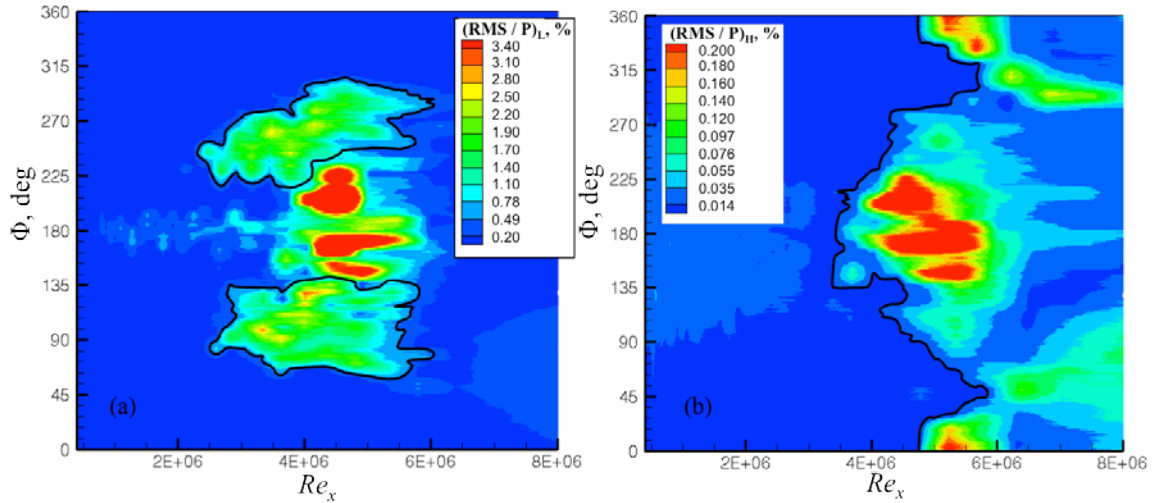 360
315
270
225
180
135
90
45
0
Φ, deg
(RMS / P)L, %
3.40
3.10
2.80
2.50
2.20
1.90
1.70
1.40
1.10
0.78
0.49
0.20
(a)
2E+06
4E+06
6E+06
8E+06
Rex
360
315
270
225
180
135
90
45
0
Φ, deg
(RMS / P)H, %
0.200
0.180
0.160
0.140
0.120
0.097
0.076
0.055
0.035
0.014
(b)
2E+06
4E+06
6E+06
8E+06
Rex